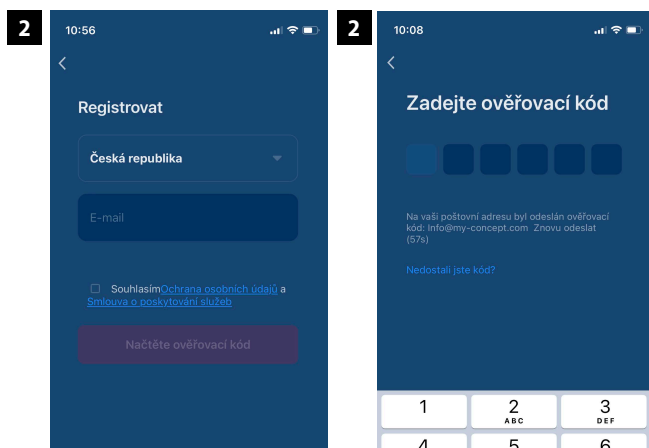 2
10:56
Registrovat
Česká republika
E-mail
SouhlasímOchrana osobních údajů a
Smlouva o poskytování služeb
Načtěte ověřovací kód
2
10:08
Zadejte ověřovací kód
Na vaši poštovní adresu byl odeslán ověřovací
kód: Info@my-concept.com Znovu odeslat
(57s)
Nedostali jste kód?
1
2
ABC
3
DEF
4
5
6